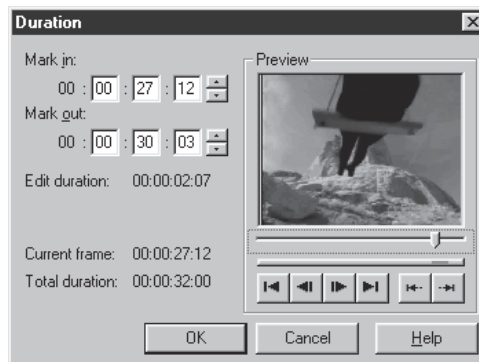 Duration
Mark in:
00 : 00 : 27 : 12
Mark out:
00 : 00 : 30 : 03
Edit duration: 00:00:02:07
Current frame: 00:00:27:12
Total duration: 00:00:32:00
Preview
OK Cancel Help